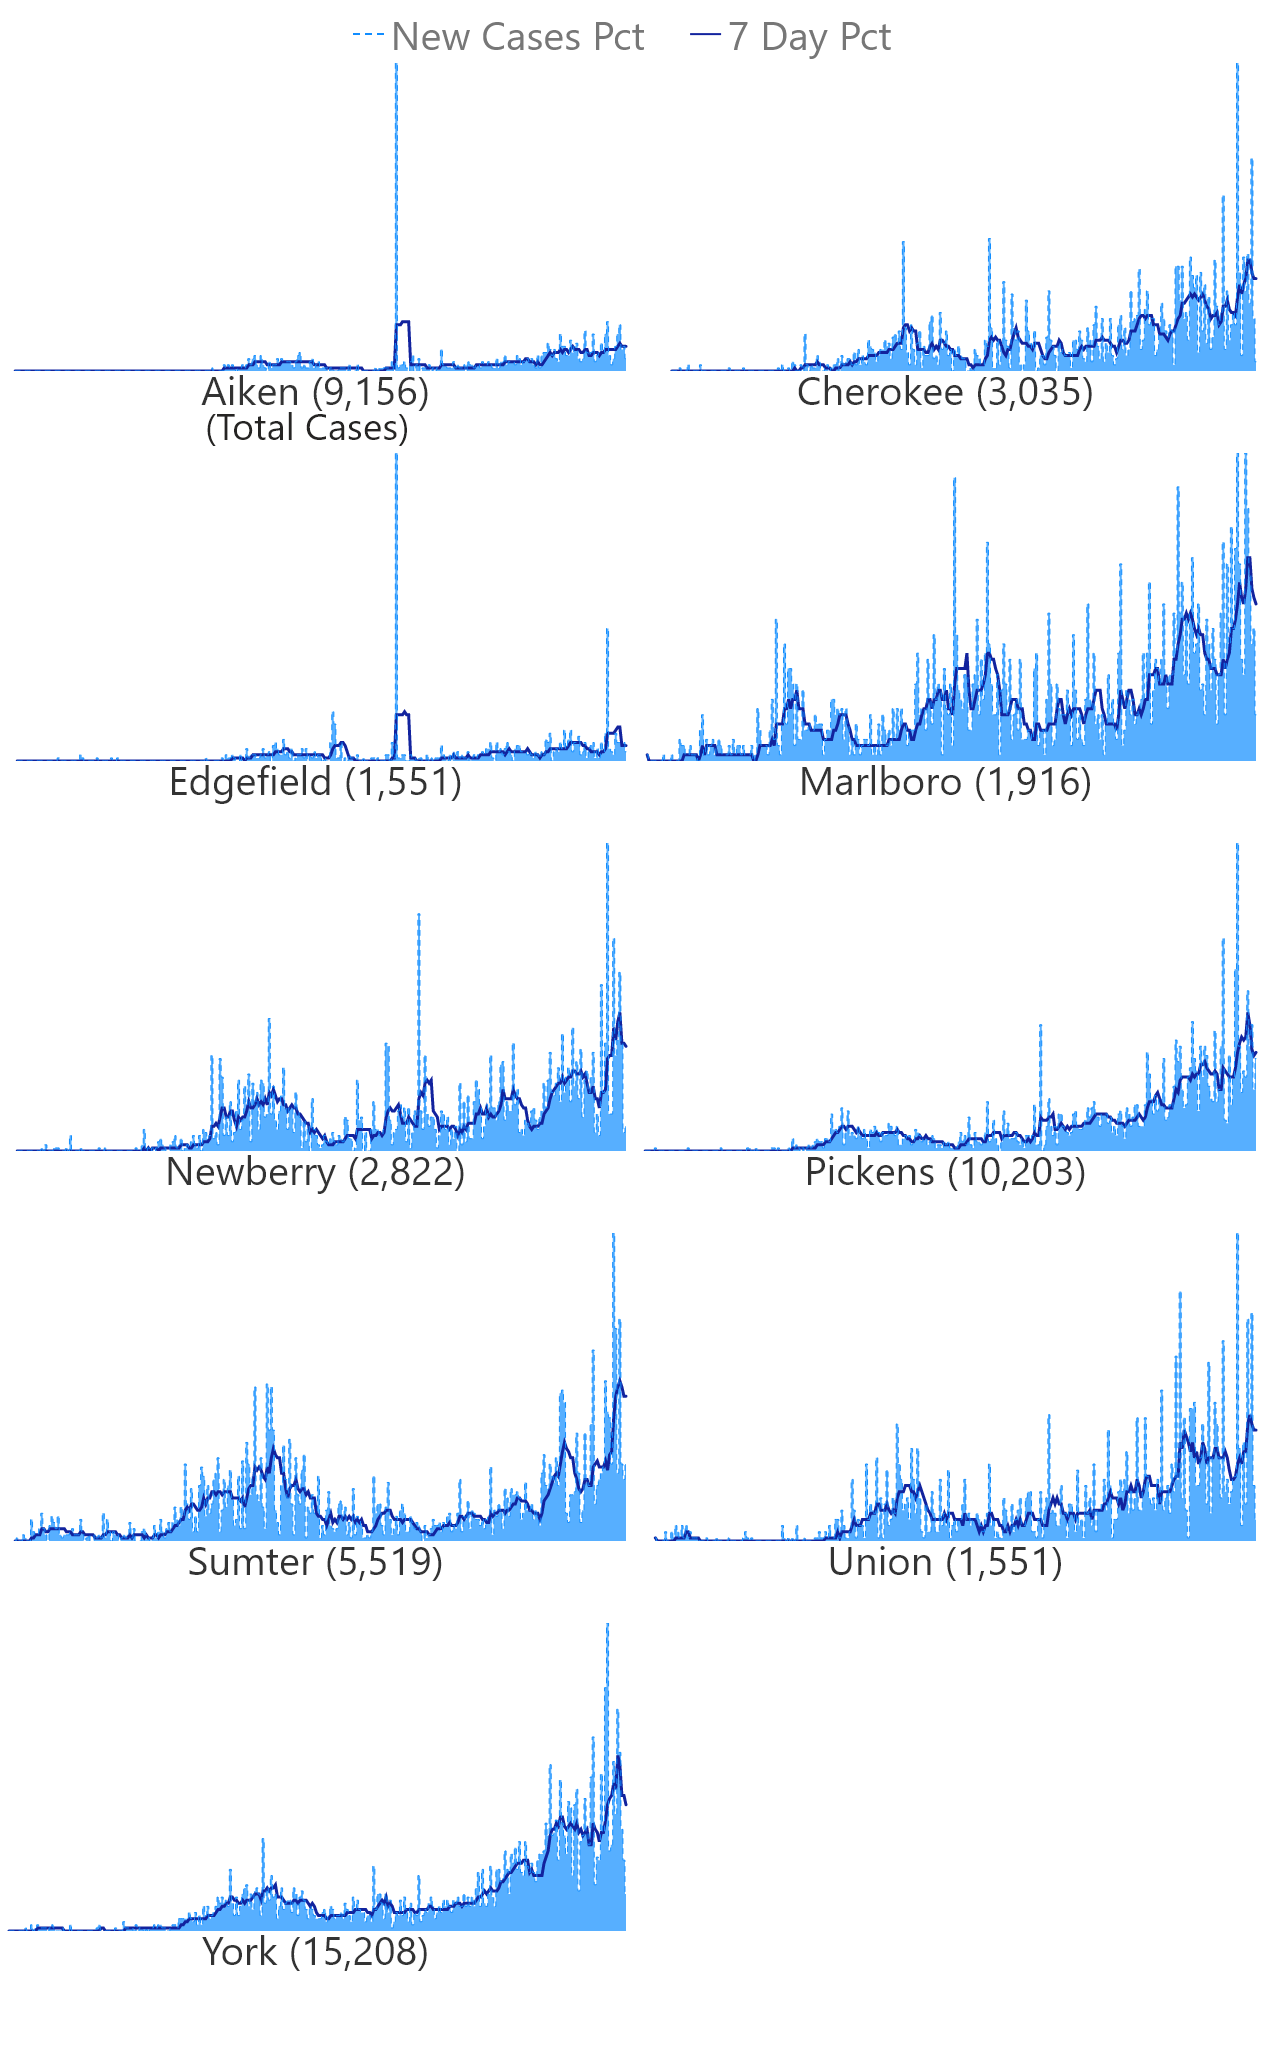 New Cases Pct 7 Day Pct
Aiken (9,156) Cherokee (3,035)
(Total Cases)
Edgefield (1,551) Marlboro (1,916)
Newberry (2,822) Pickens (10,203)
Sumter (5,519) Union (1,551)
York (15,208)